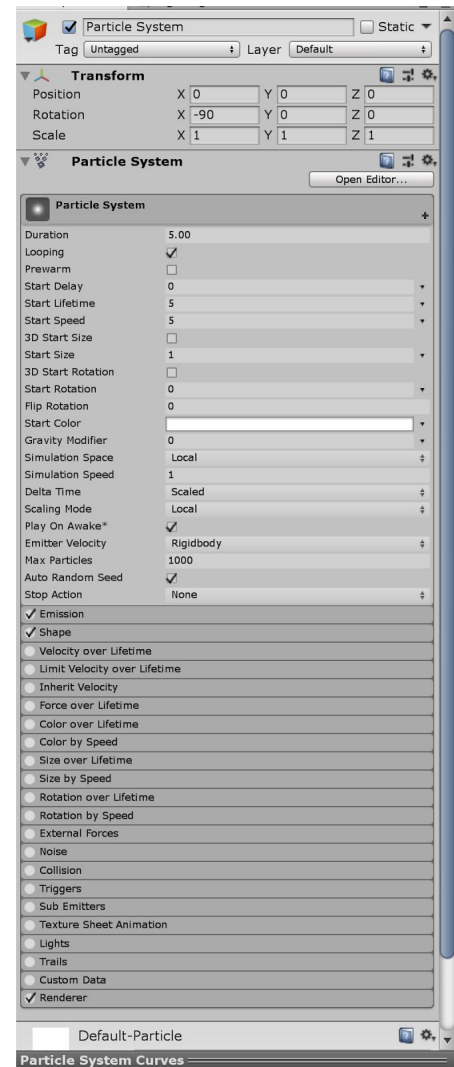 Particle System Static
Tag Untagged Layer Default
Transform
Position X 0 Y 0 Z 0
Rotation X -90 Y 0 Z 0
Scale X 1 Y 1 Z 1
Particle System
Open Editor...
Particle System
+
Duration 5.00
Looping
Prewarm
Start Delay 0
Start Lifetime 5
Start Speed 5
3D Start Size
Start Size 1
3D Start Rotation
Start Rotation 0
Flip Rotation 0
Start Color
Gravity Modifier 0
Simulation Space Local
Simulation Speed 1
Delta Time Scaled
Scaling Mode Local
Play On Awake*
Emitter Velocity Rigidbody
Max Particles 1000
Auto Random Seed
Stop Action None
Emission
Shape
Velocity over Lifetime
Limit Velocity over Lifetime
Inherit Velocity
Force over Lifetime
Color over Lifetime
Color by Speed
Size over Lifetime
Size by Speed
Rotation over Lifetime
Rotation by Speed
External Forces
Noise
Collision
Triggers
Sub Emitters
Texture Sheet Animation
Lights
Trails
Custom Data
Renderer
Default-Particle
Particle System Curves